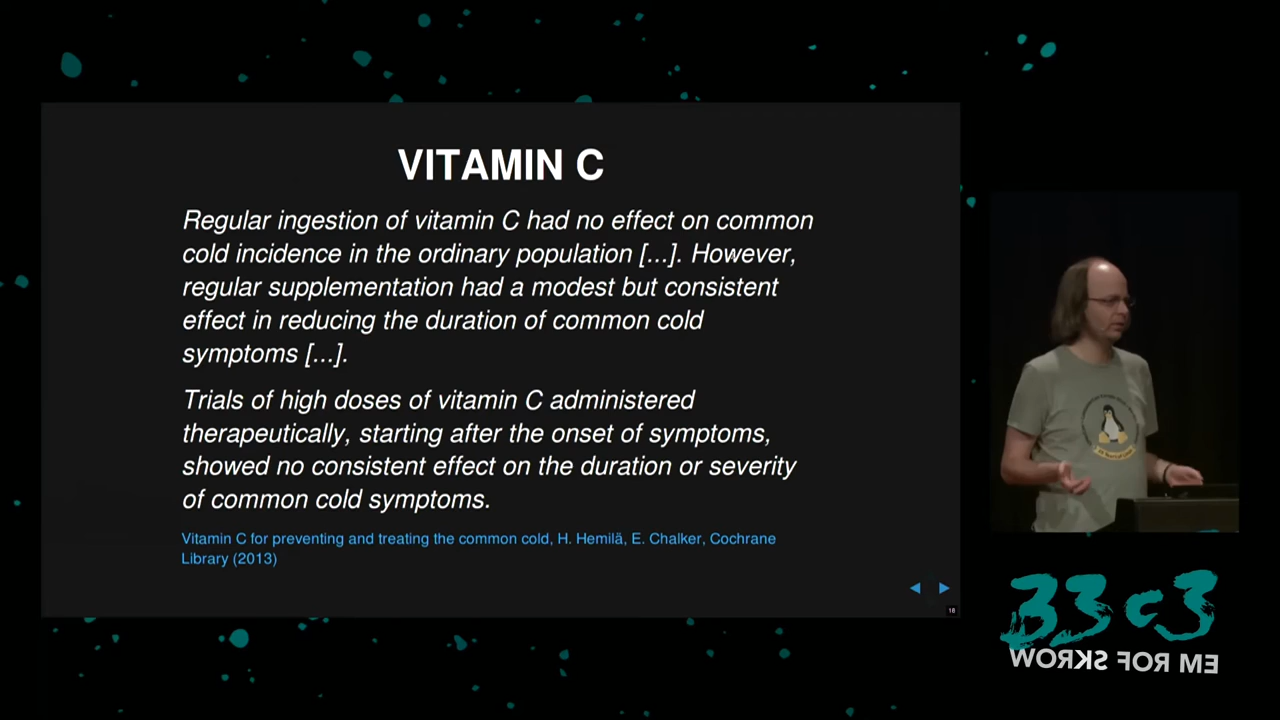 VITAMIN C
Regular ingestion of vitamin C had no effect on common
cold incidence in the ordinary population [...]. However,
regular supplementation had a modest but consistent
effect in reducing the duration of common cold
symptoms [...].
Trials of high doses of vitamin C administered
therapeutically, starting after the onset of symptoms,
showed no consistent effect on the duration or severity
of common cold symptoms.
Vitamin C for preventing and treating the common cold, H. Hemilä, E. Chalker, Cochrane
Library (2013)
18
33c3
WORKS FOR ME